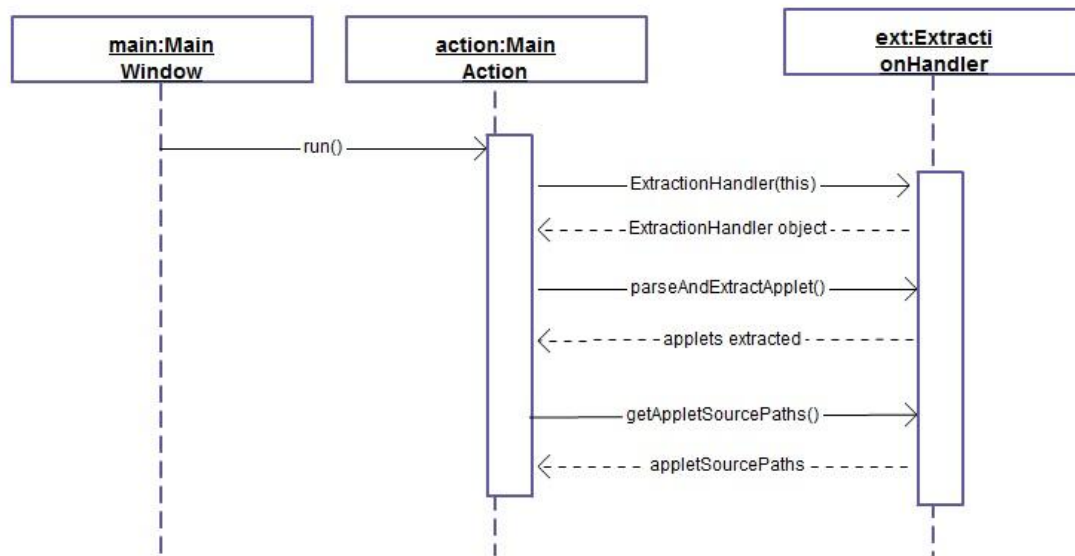 main:Main
Window
action:Main
Action
ext:Extracti
onHandler
run()
ExtractionHandler(this)
ExtractionHandler object
parseAndExtractApplet()
applets extracted
getAppletSourcePaths()
appletSourcePaths